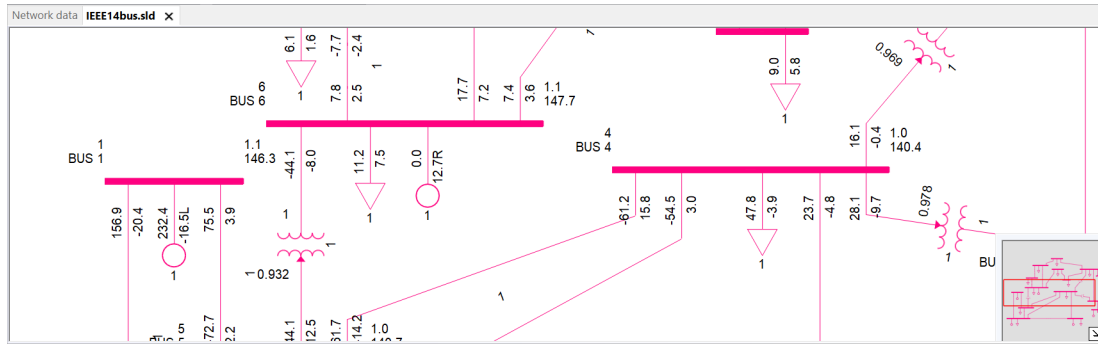 Network data IEEE14bus.sld
6.1 1.6 -7.7 -2.4 1 1
9.0 5.8 0.969 1
1 7.8 2.5 17.7 7.2 7.4 3.6 1.1
147.7
6
BUS 6
1
16.1 -0.4 1.0
140.4
4
BUS 4
1
BUS 1
1.1
146.3
-44.1 -8.0 11.2 7.5 0.0 12.7R
156.9 -20.4 232.4 -16.5L 75.5 3.9
-61.2 15.8 -54.5 3.0 47.8 -3.9 23.7 -4.8 28.1 -9.7 0.978 1
1 1 1
1
1 1 0.932 1 1
BU
1
5
-72.7 2.2 44.1 12.5 61.7 -14.2 1.0